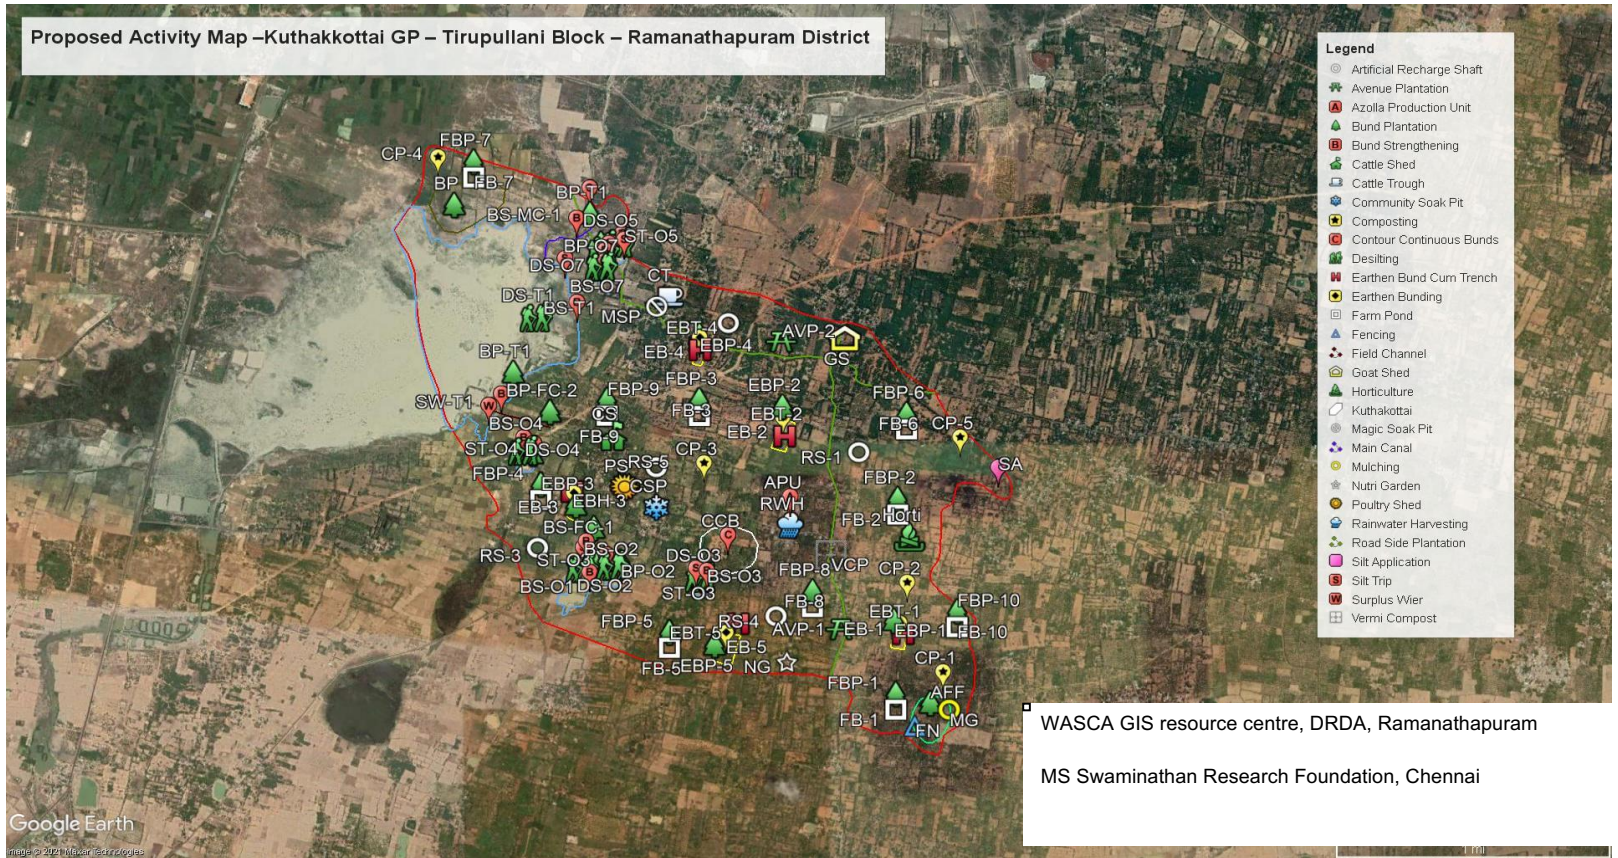 Proposed Activity Map –Kuthakkottai GP – Tirupullani Block – Ramanathapuram District
Legend
Artificial Recharge Shaft
Avenue Plantation
A Azolla Production Unit
Bund Plantation
B Bund Strengthening
Cattle Shed
Cattle Trough
Community Soak Pit
Composting
C Contour Continuous Bunds
Desilting
Earthen Bund Cum Trench
Earthen Bunding
Farm Pond
Fencing
Field Channel
Goat Shed
Horticulture
Kuthakottai
Magic Soak Pit
Main Canal
Mulching
Nutri Garden
Poultry Shed
Rainwater Harvesting
Road Side Plantation
Silt Application
S Silt Trip
W Surplus Wier
Vermi Compost
FBP-7
CP-4
BP
FB-7
BP-T1
BS-MC-1
B
DS-O5
ST-O5
BP-O7
DS-O7
BS-O7
CT
DS-T1
BS-T1
MSP
EBT-4
AVP-2
EB-4
EBP-4
GS
BP-T1
FBP-3
EBP-2
FBP-9
BP-FC-2
FBP-6
SW-T1
W
B
CS
FB-3
EBT-2
BS-O4
FB-9
EB-2
FB-6
CP-5
ST-O4
DS-O4
CP-3
RS-1
SA
FBP-4
PS
RS-5
FBP-2
EBP-3
CSP
APU
EB-3
EBH-3
RWH
FB-2
Horti
BS-FC-1
CCB
C
RS-3
ST-O3
BS-O2
DS-O3
VCP
FBP-8
CP-2
BS-O1
B
DS-O2
BP-O2
S
BS-O3
ST-O3
FB-8
FBP-10
FBP-5
RS-4
EBT-1
EBT-5
AVP-1
EB-1
EBP-1
FB-10
EB-5
FB-5
EBP-5
NG
CP-1
FBP-1
AFF
FB-1
MG
FN
WASCA GIS resource centre, DRDA, Ramanathapuram
MS Swaminathan Research Foundation, Chennai
Google Earth
Image © 2021 Maxar Technologies
1 mi